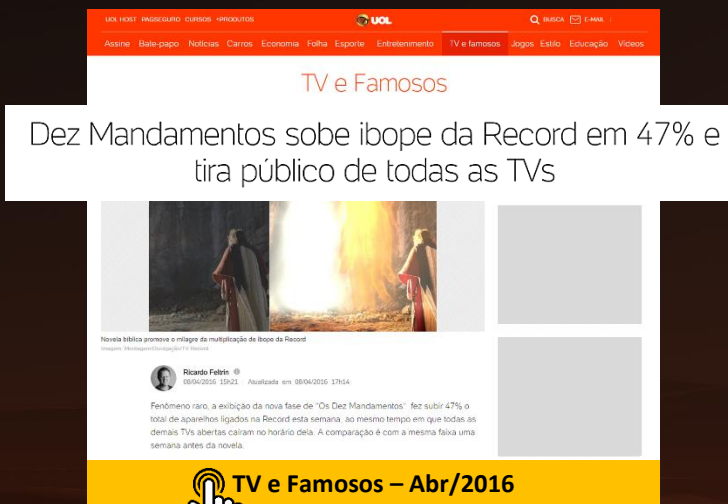 UOL HOST PAGSEGURO CURSOS +PRODUTOS UOL BUSCA E-MAIL
Assine Bate-papo Notícias Carros Economia Folha Esporte Entretenimento TV e famosos Jogos Estilo Educação Vídeos
TV e Famosos
Dez Mandamentos sobe ibope da Record em 47% e
tira público de todas as TVs
Novela bíblica promove o milagre da multiplicação de ibope da Record
Imagem: Montagem/Divulgação/TV Record
Ricardo Feltrin
08/04/2016 15h21 Atualizada em 08/04/2016 17h14
Fenômeno raro, a exibição da nova fase de "Os Dez Mandamentos" fez subir 47% o
total de aparelhos ligados na Record esta semana, ao mesmo tempo em que todas as
demais TVs abertas caíram no horário dela. A comparação é com a mesma faixa uma
semana antes da novela.
TV e Famosos – Abr/2016